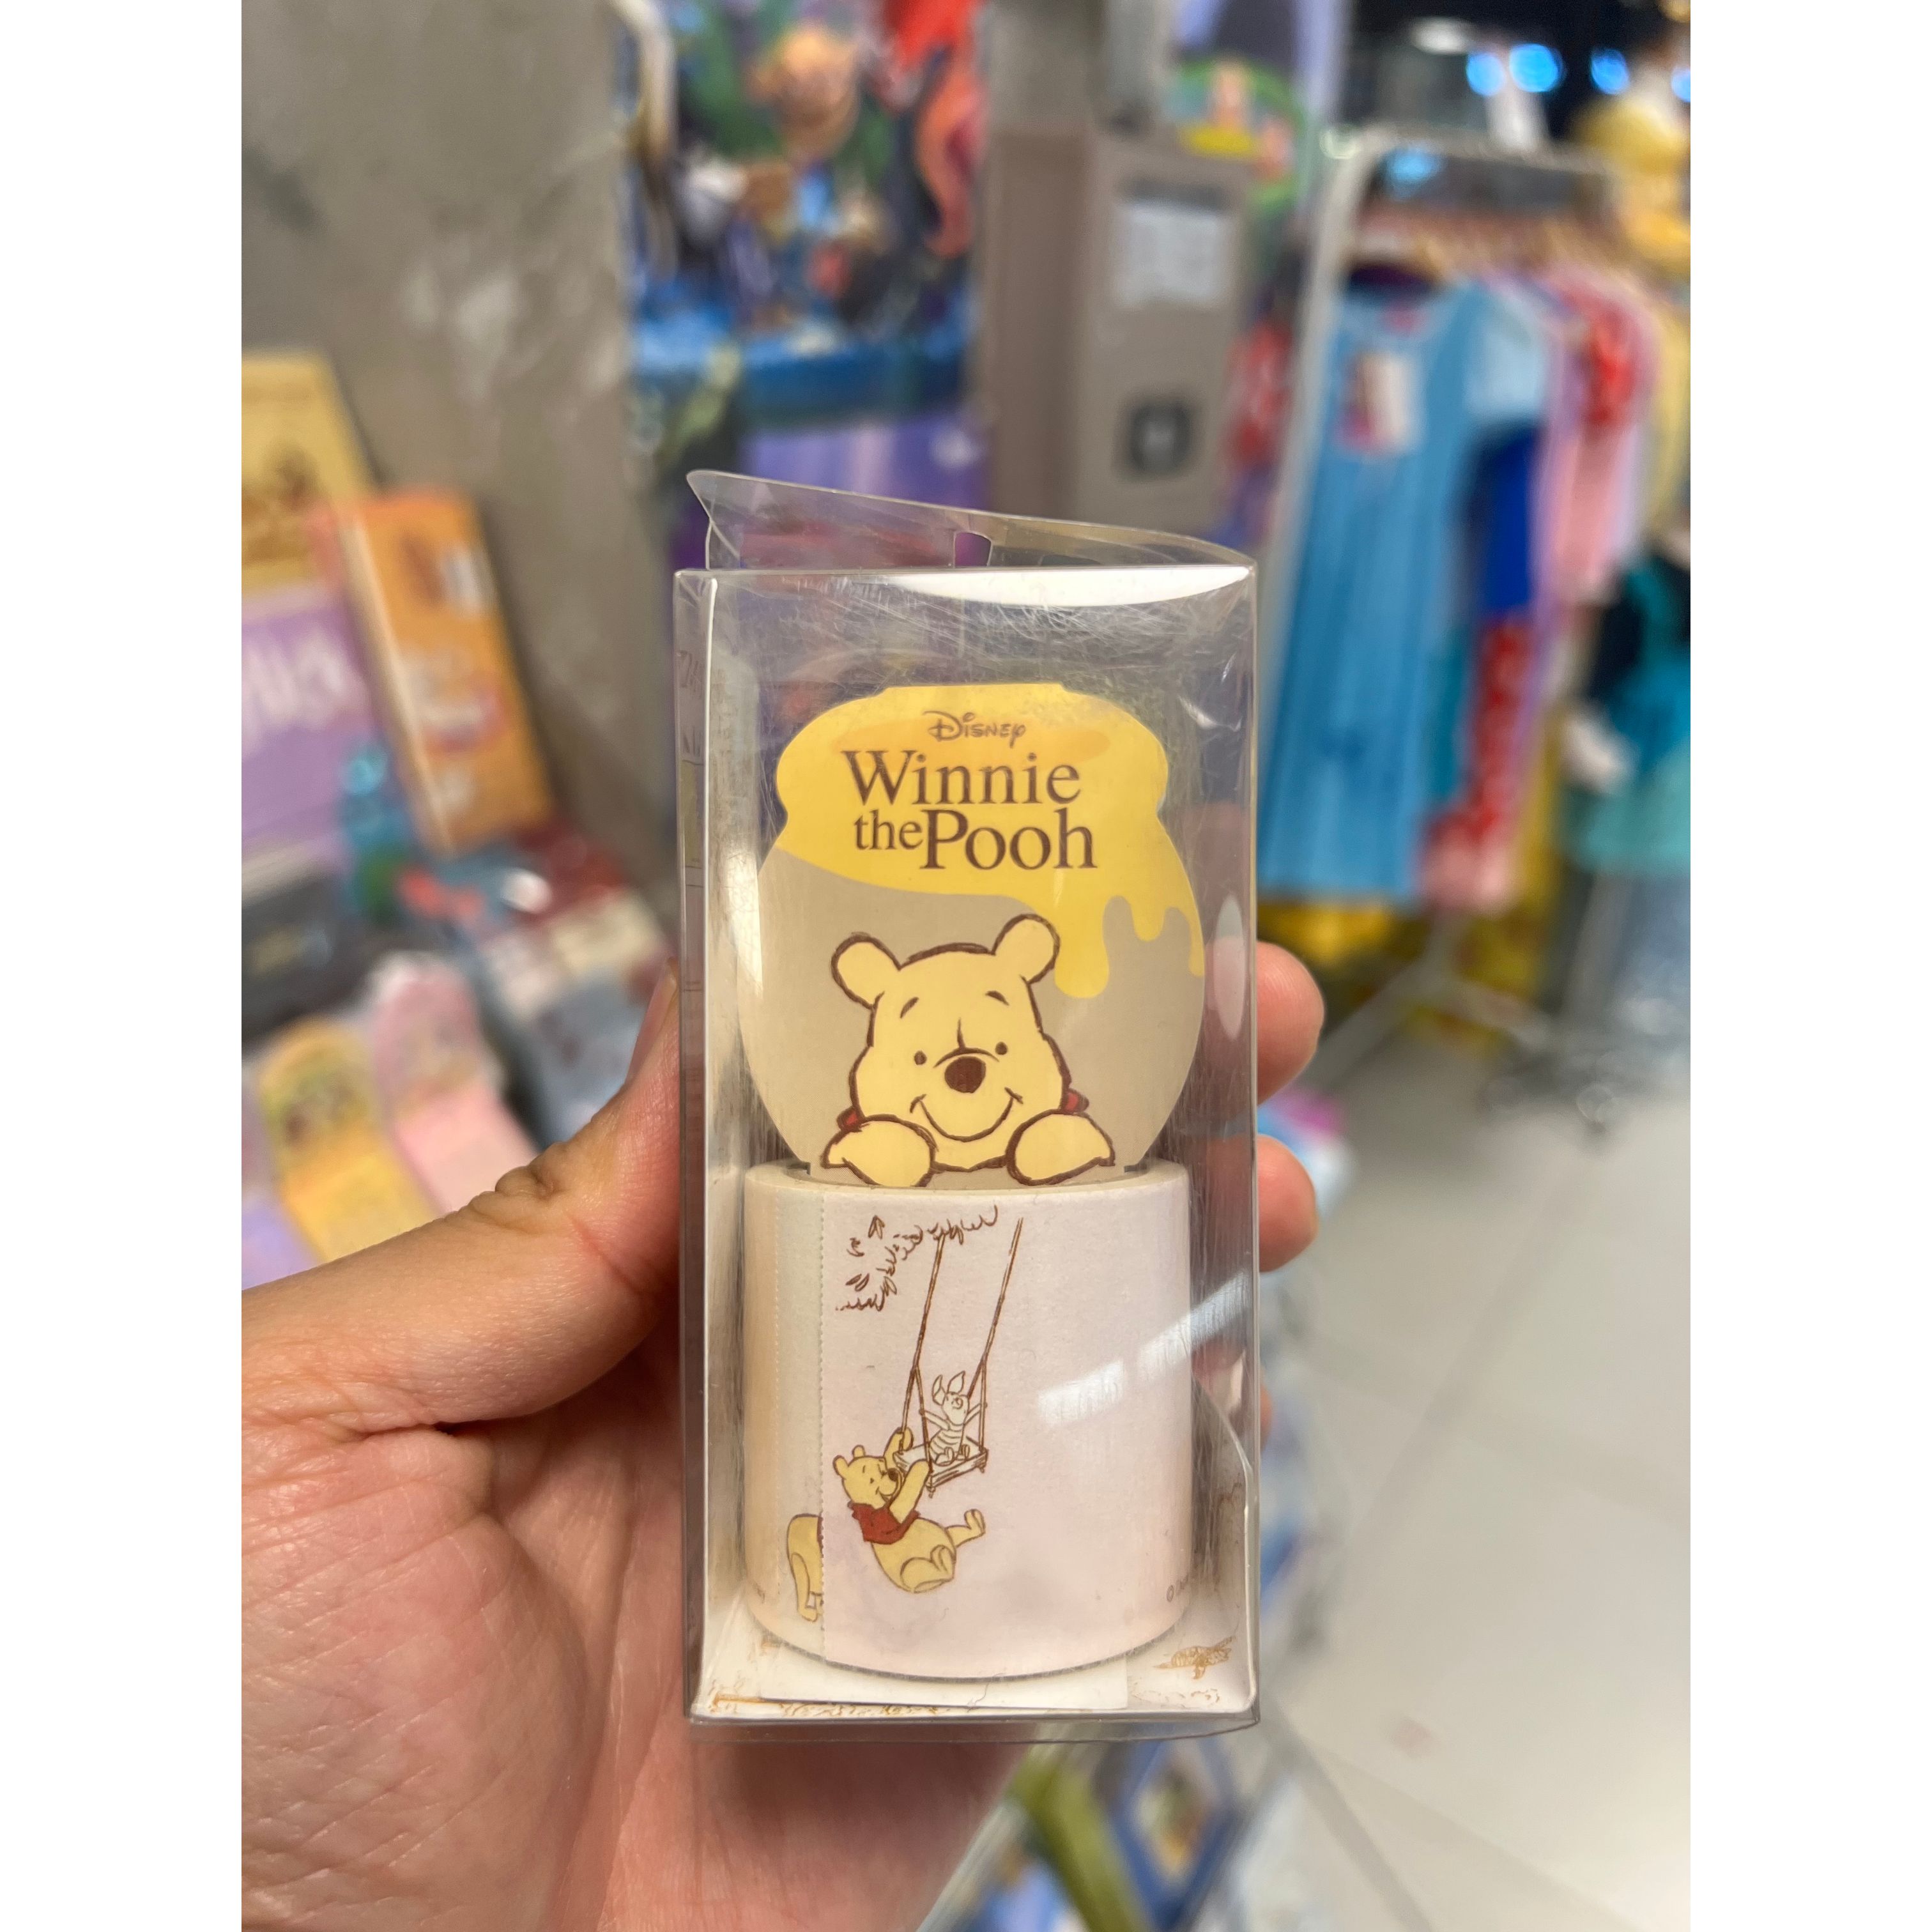 Disney
Winnie
the Pooh